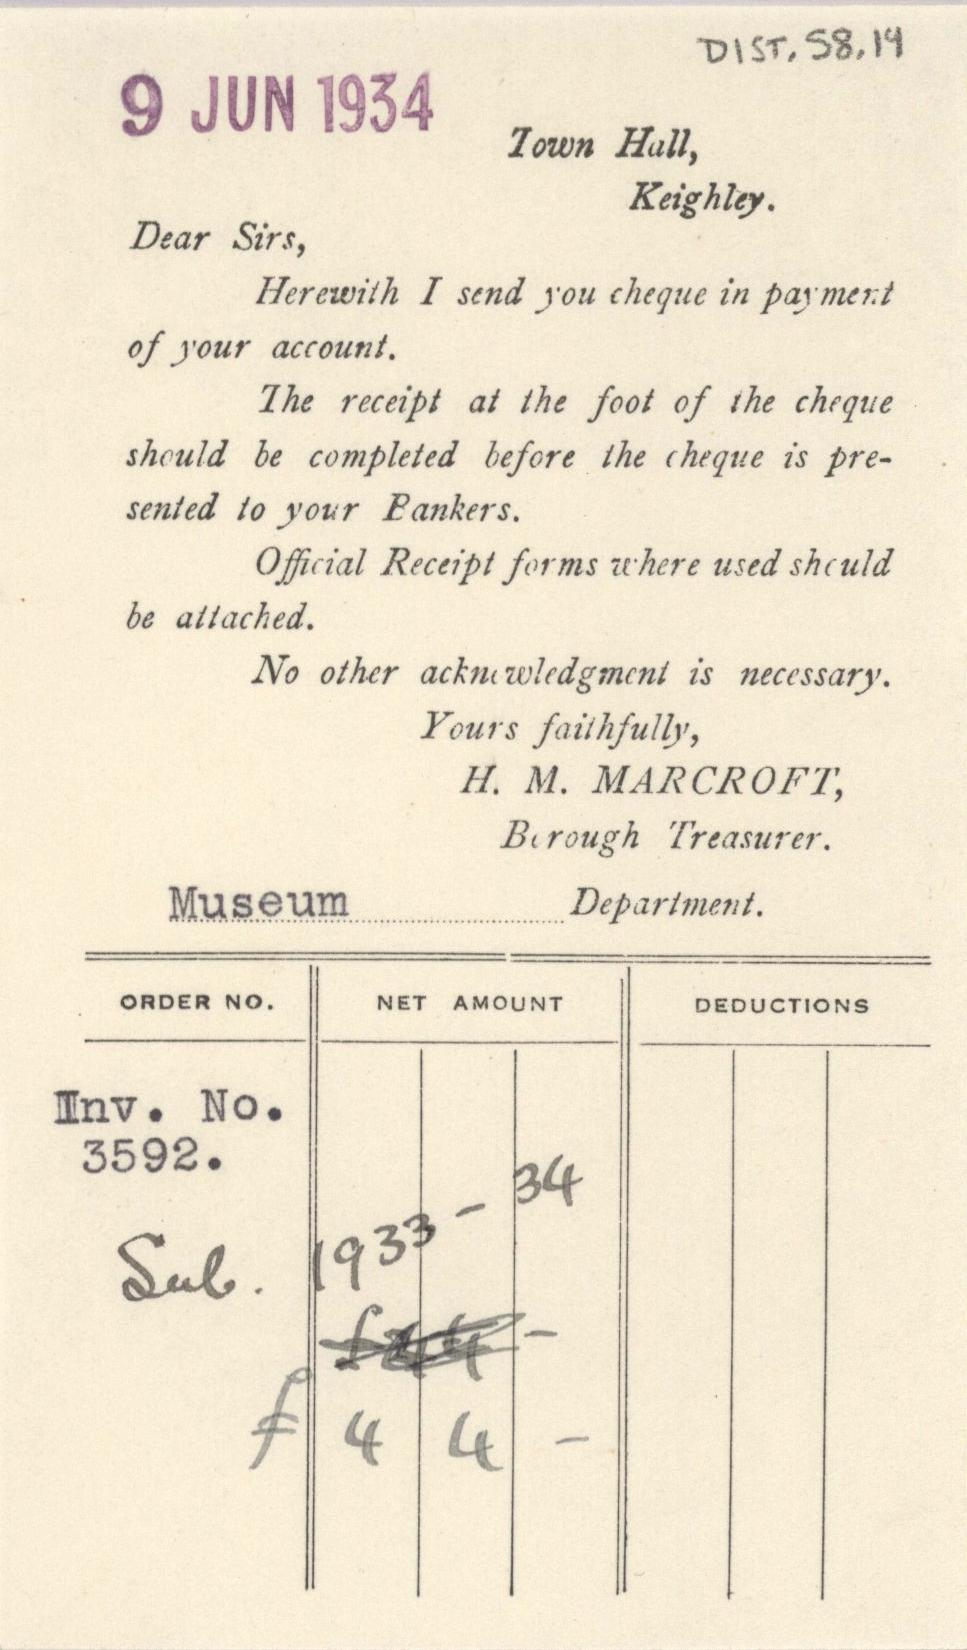 DIST. 58.14
9 JUN 1934
Town Hall,
Keighley.
Dear Sirs,
Herewith I send you cheque in payment
of your account.
The receipt at the foot of the cheque
should be completed before the cheque is pre-
sented to your Bankers.
Official Receipt forms where used should
be attached.
No other acknowledgment is necessary.
Yours faithfully,
H. M. MARCROFT,
Borough Treasurer.
Museum Department.
ORDER NO. NET AMOUNT DEDUCTIONS
Inv. No.
3592.
Sub. 1933-34
£ 4 4 -